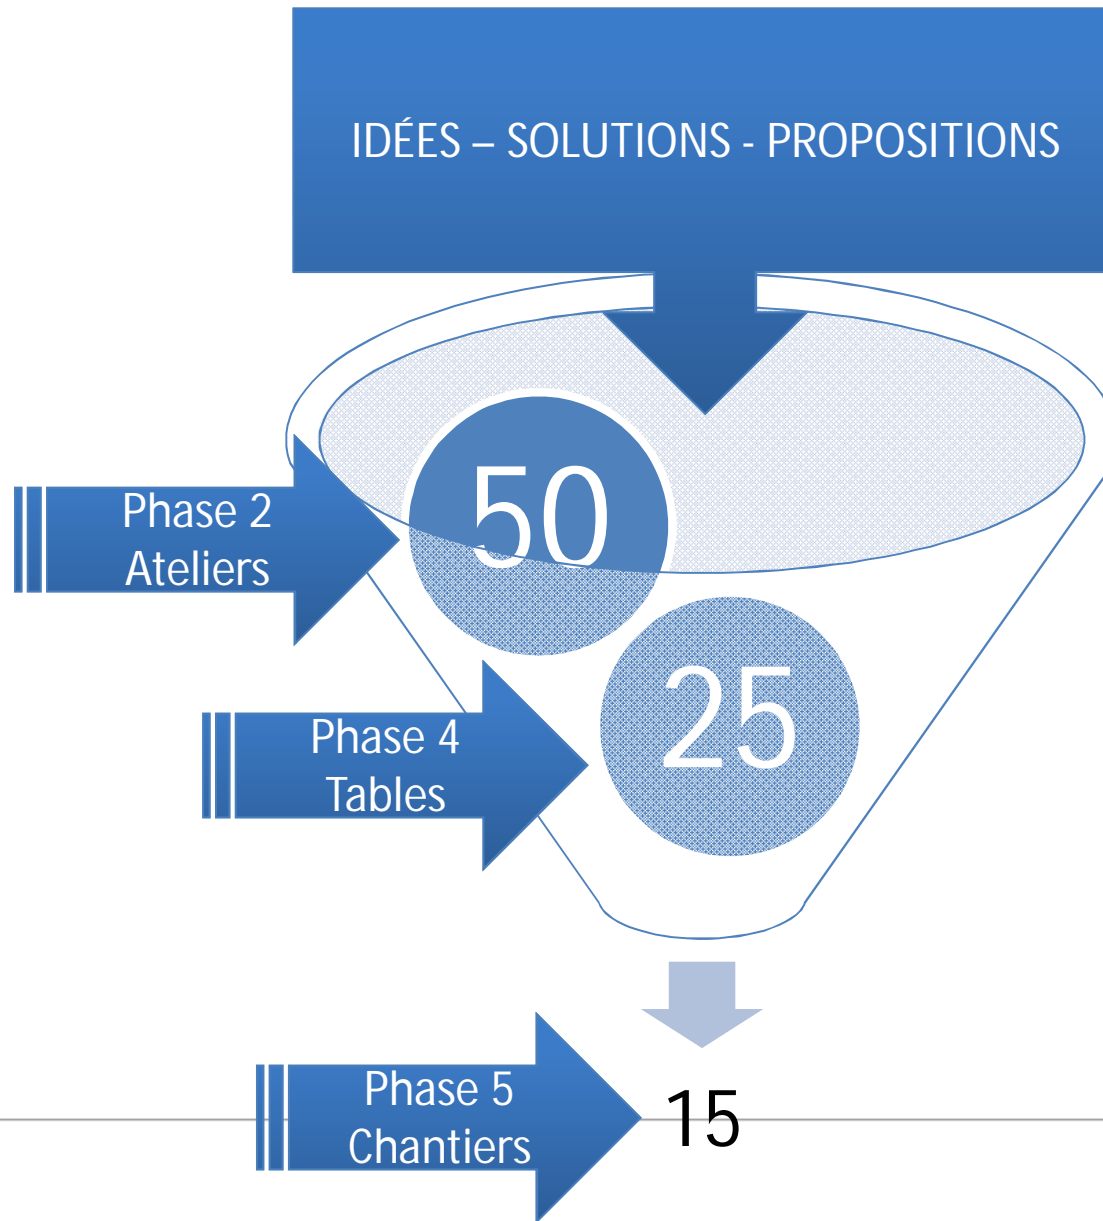 IDÉES – SOLUTIONS - PROPOSITIONS
50
Phase 2
Ateliers
25
Phase 4
Tables
Phase 5
Chantiers
15